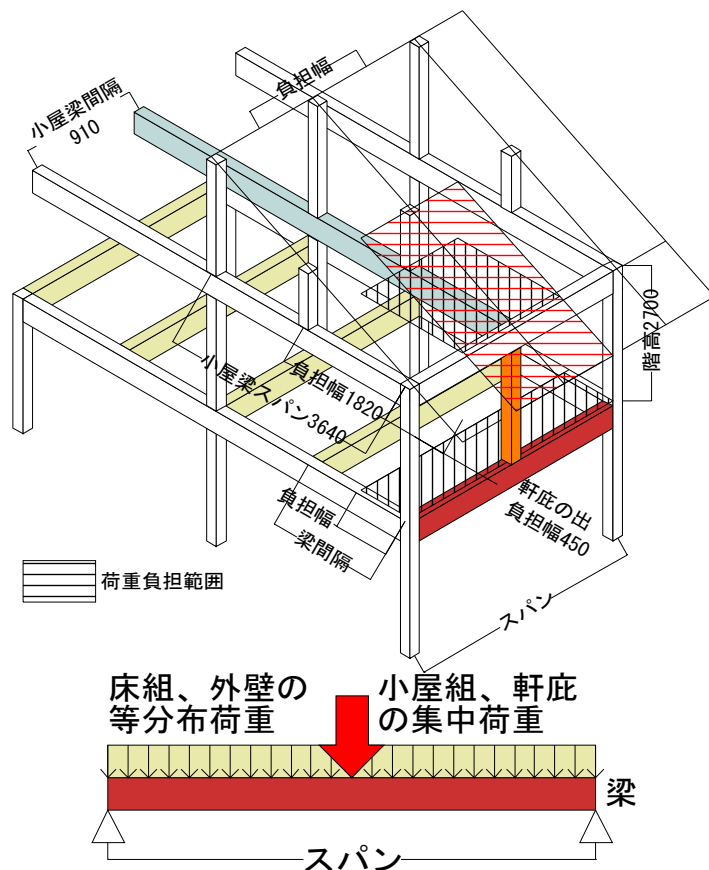 負担幅
小屋梁間隔
910
階高2700
負担幅1820
小屋梁スパン3640
軒庇の出
負担幅450
負担幅
梁間隔
スパン
荷重負担範囲
床組、外壁の
等分布荷重
小屋組、軒庇
の集中荷重
梁
スパン